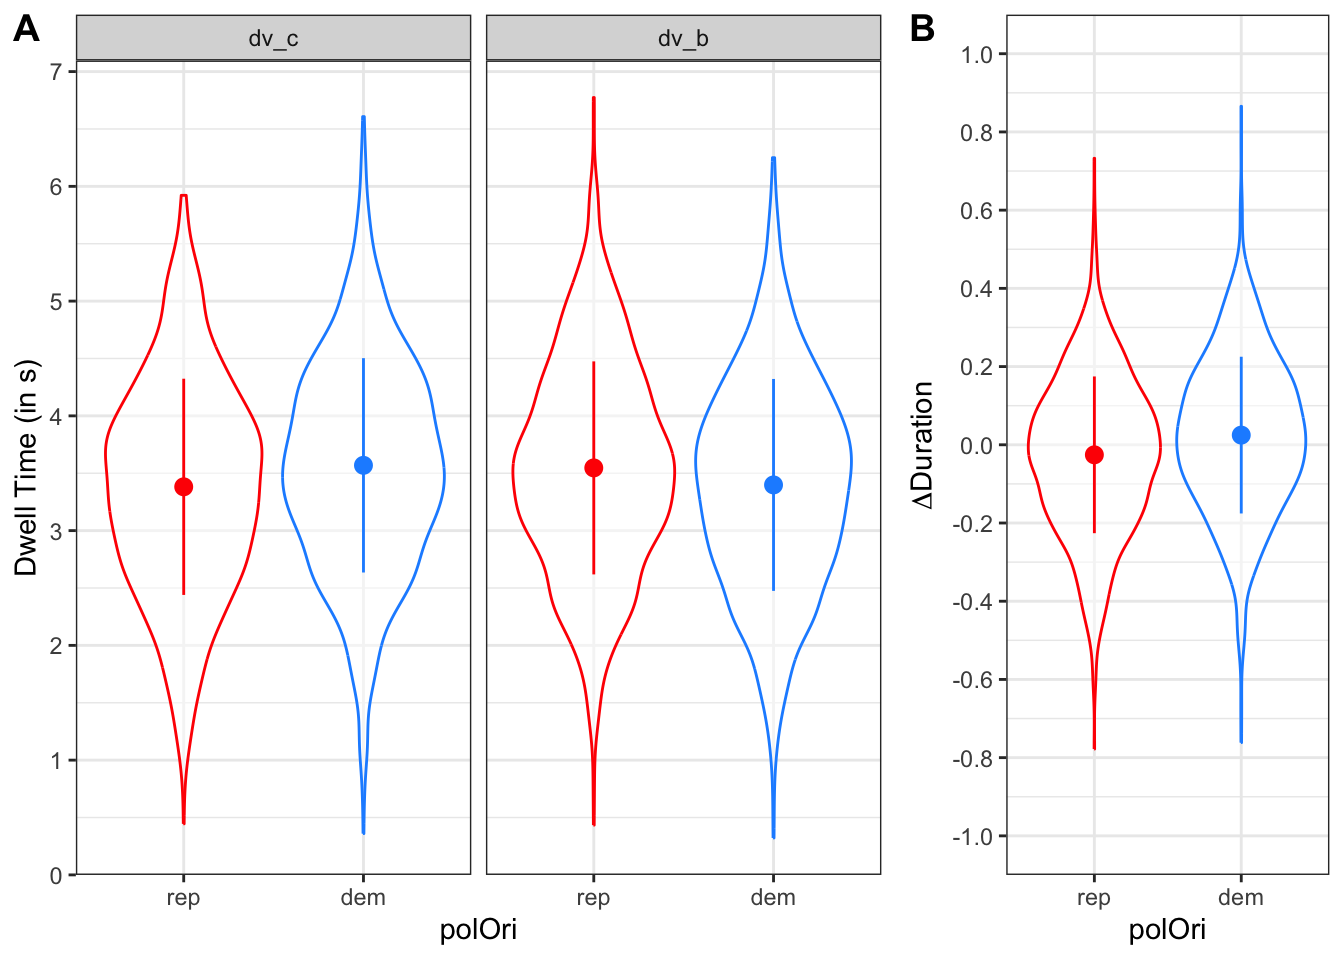 A
dv_c
dv_b
7
6
5
4
3
2
1
0
Dwell Time (in s)
rep
dem
rep
dem
polOri
B
1.0
0.8
0.6
0.4
0.2
0.0
-0.2
-0.4
-0.6
-0.8
-1.0
ΔDuration
rep
dem
polOri